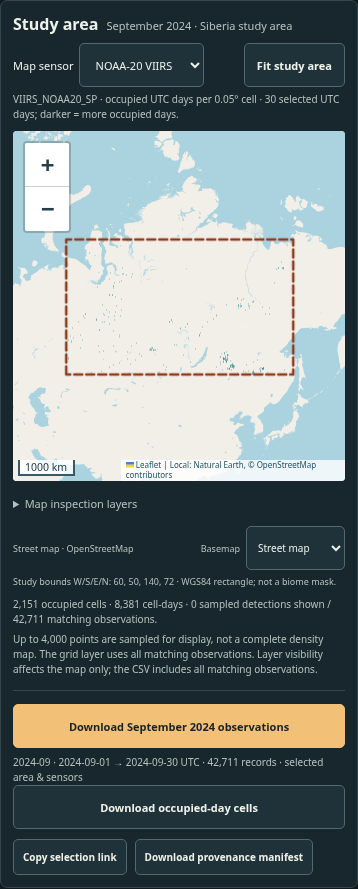 Study area September 2024 · Siberia study area
Map sensor NOAA-20 VIIRS Fit study area
VIIRS_NOAA20_SP · occupied UTC days per 0.05° cell · 30 selected UTC
days; darker = more occupied days.
+
−
1000 km
Leaflet | Local: Natural Earth, © OpenStreetMap
contributors
▶ Map inspection layers
Street map · OpenStreetMap Basemap Street map
Study bounds W/S/E/N: 60, 50, 140, 72 · WGS84 rectangle; not a biome mask.
2,151 occupied cells · 8,381 cell-days · 0 sampled detections shown /
42,711 matching observations.
Up to 4,000 points are sampled for display, not a complete density
map. The grid layer uses all matching observations. Layer visibility
affects the map only; the CSV includes all matching observations.
Download September 2024 observations
2024-09 · 2024-09-01 → 2024-09-30 UTC · 42,711 records · selected
area & sensors
Download occupied-day cells
Copy selection link Download provenance manifest